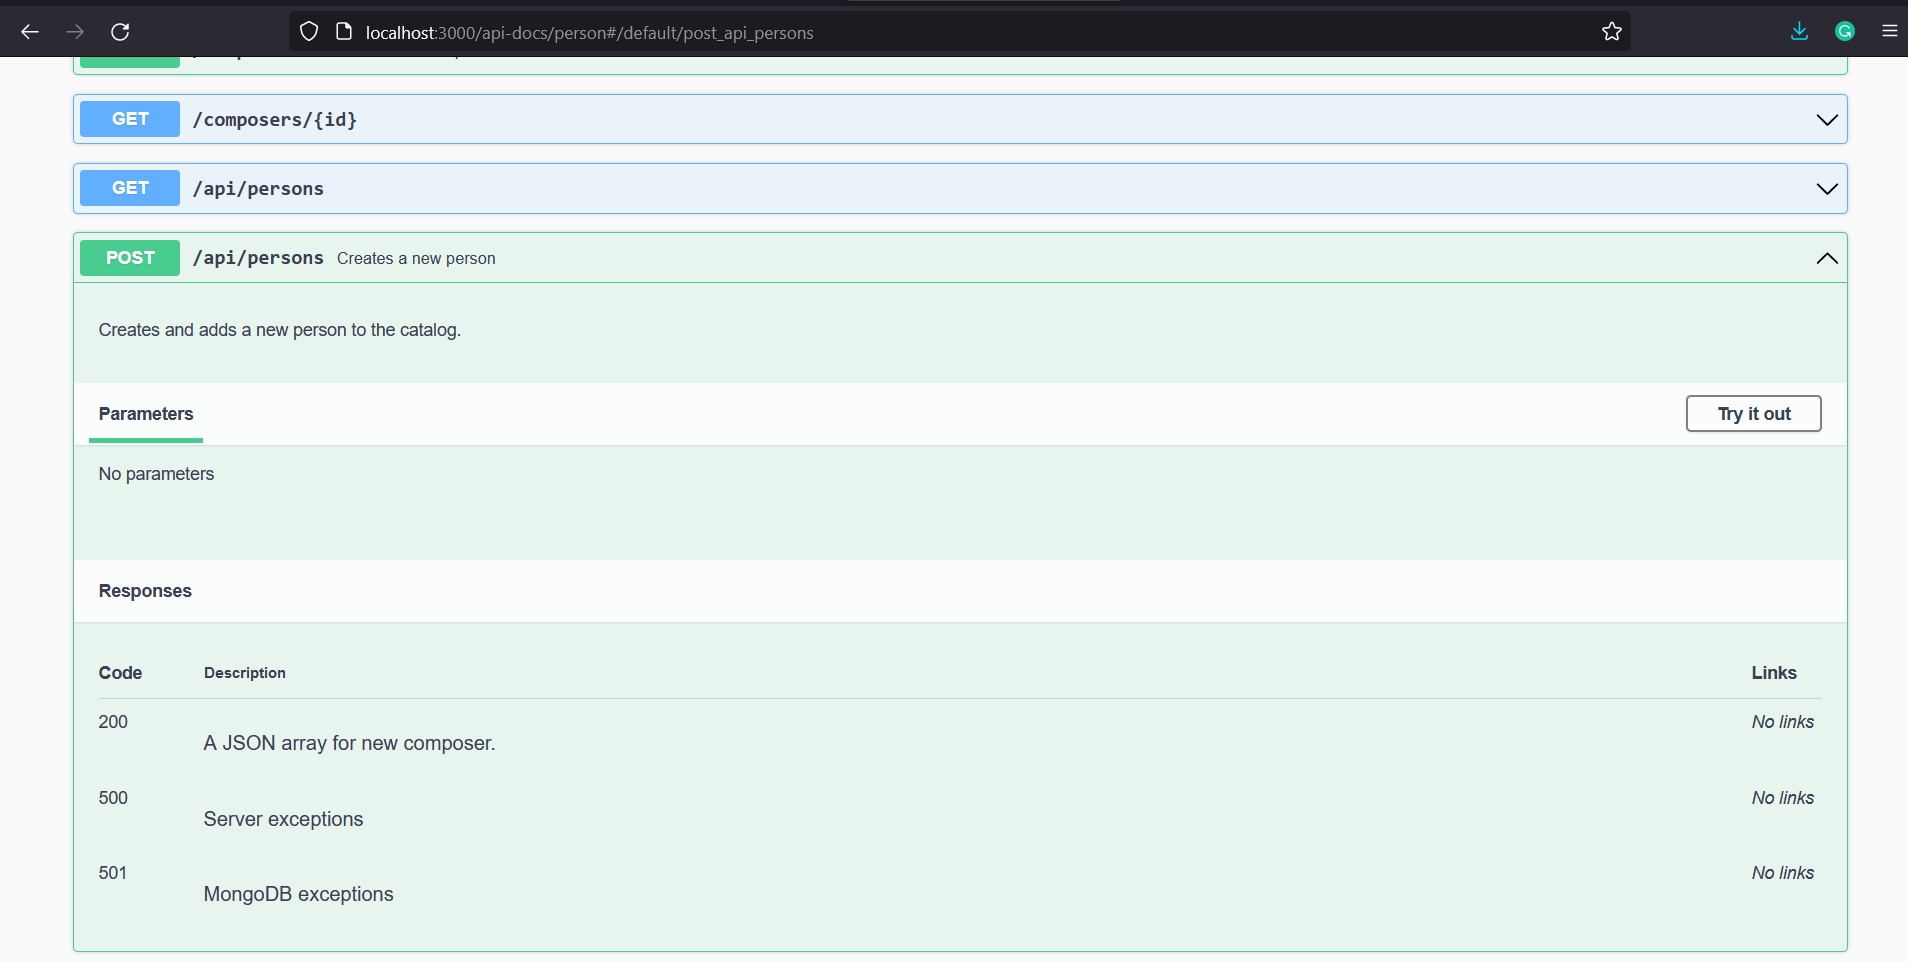 localhost:3000/api-docs/person#/default/post_api_persons
GET /composers/{id}
GET /api/persons
POST /api/persons Creates a new person
Creates and adds a new person to the catalog.
Parameters Try it out
No parameters
Responses
Code Description Links
200 No links
A JSON array for new composer.
500 No links
Server exceptions
501 No links
MongoDB exceptions